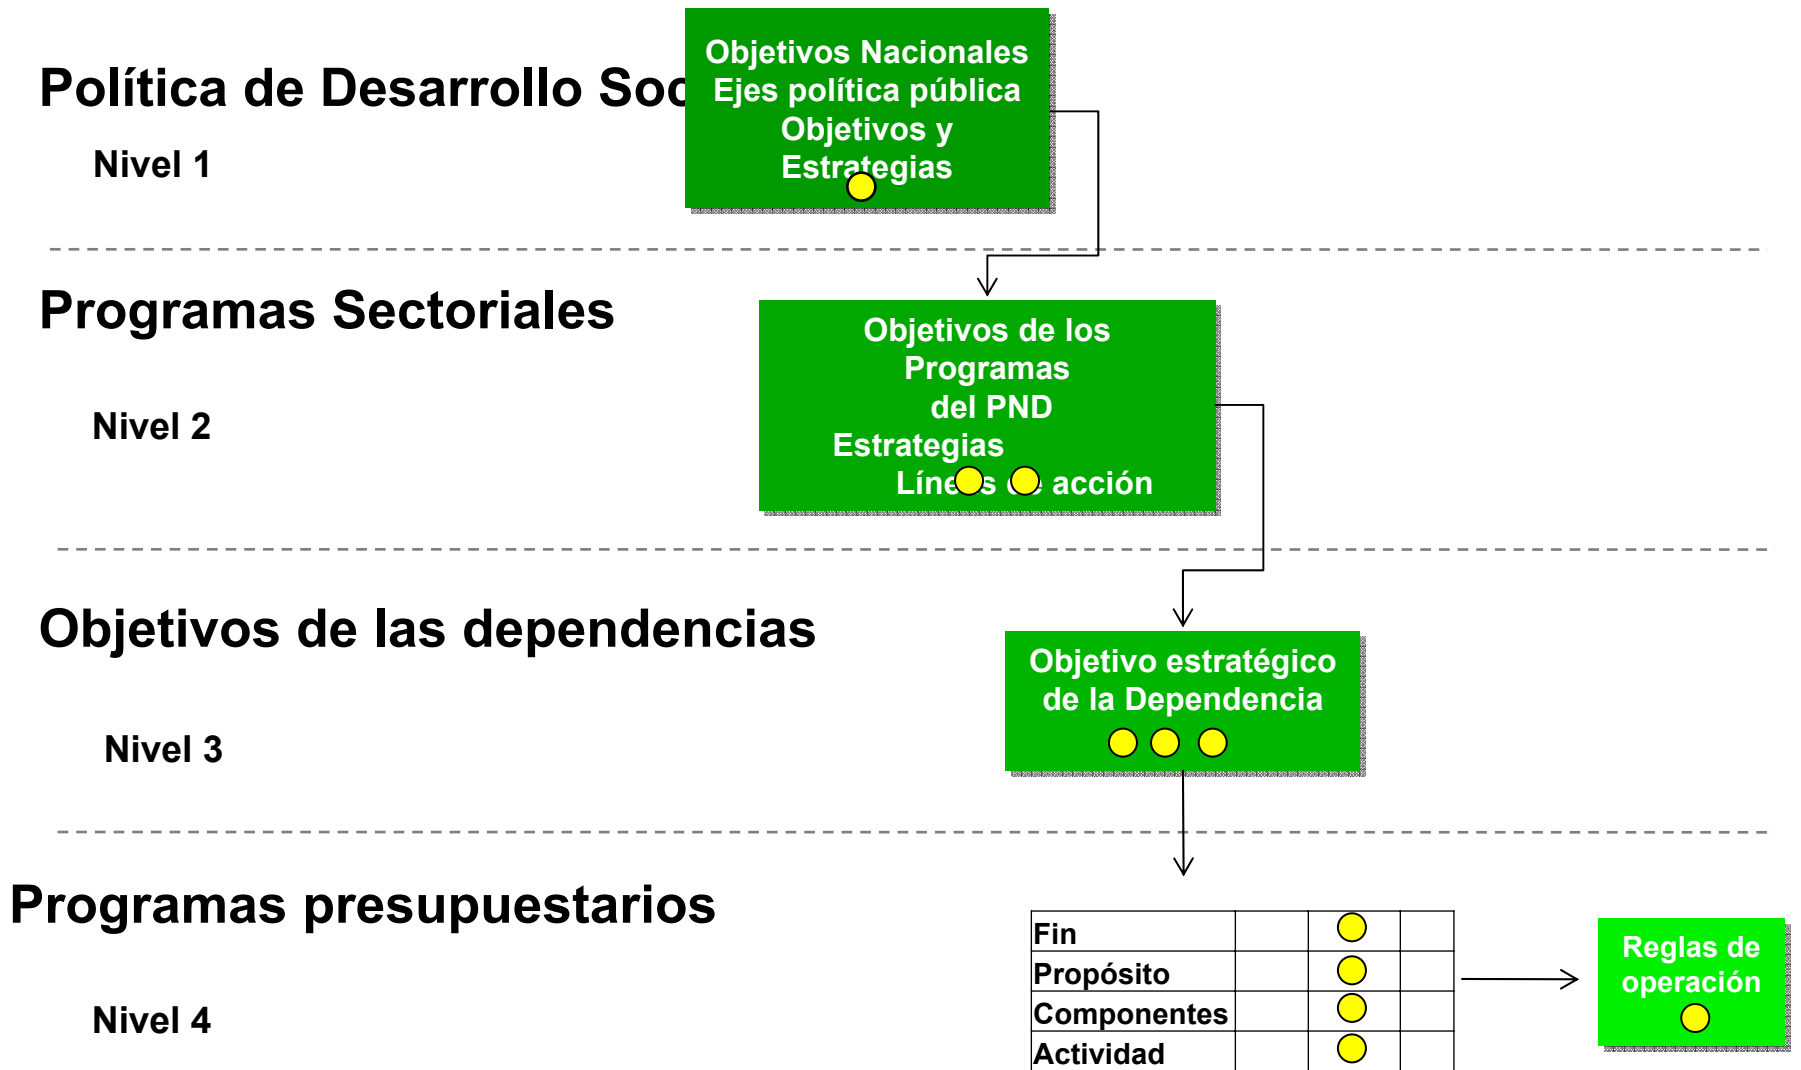 Política de Desarrollo Soc
Nivel 1
Objetivos Nacionales
Ejes política pública
Objetivos y
Estrategias
Programas Sectoriales
Nivel 2
Objetivos de los
Programas
del PND
Estrategias
Líneas de acción
Objetivos de las dependencias
Nivel 3
Objetivo estratégico
de la Dependencia
Programas presupuestarios
Nivel 4
Fin
Propósito
Componentes
Actividad
Reglas de
operación